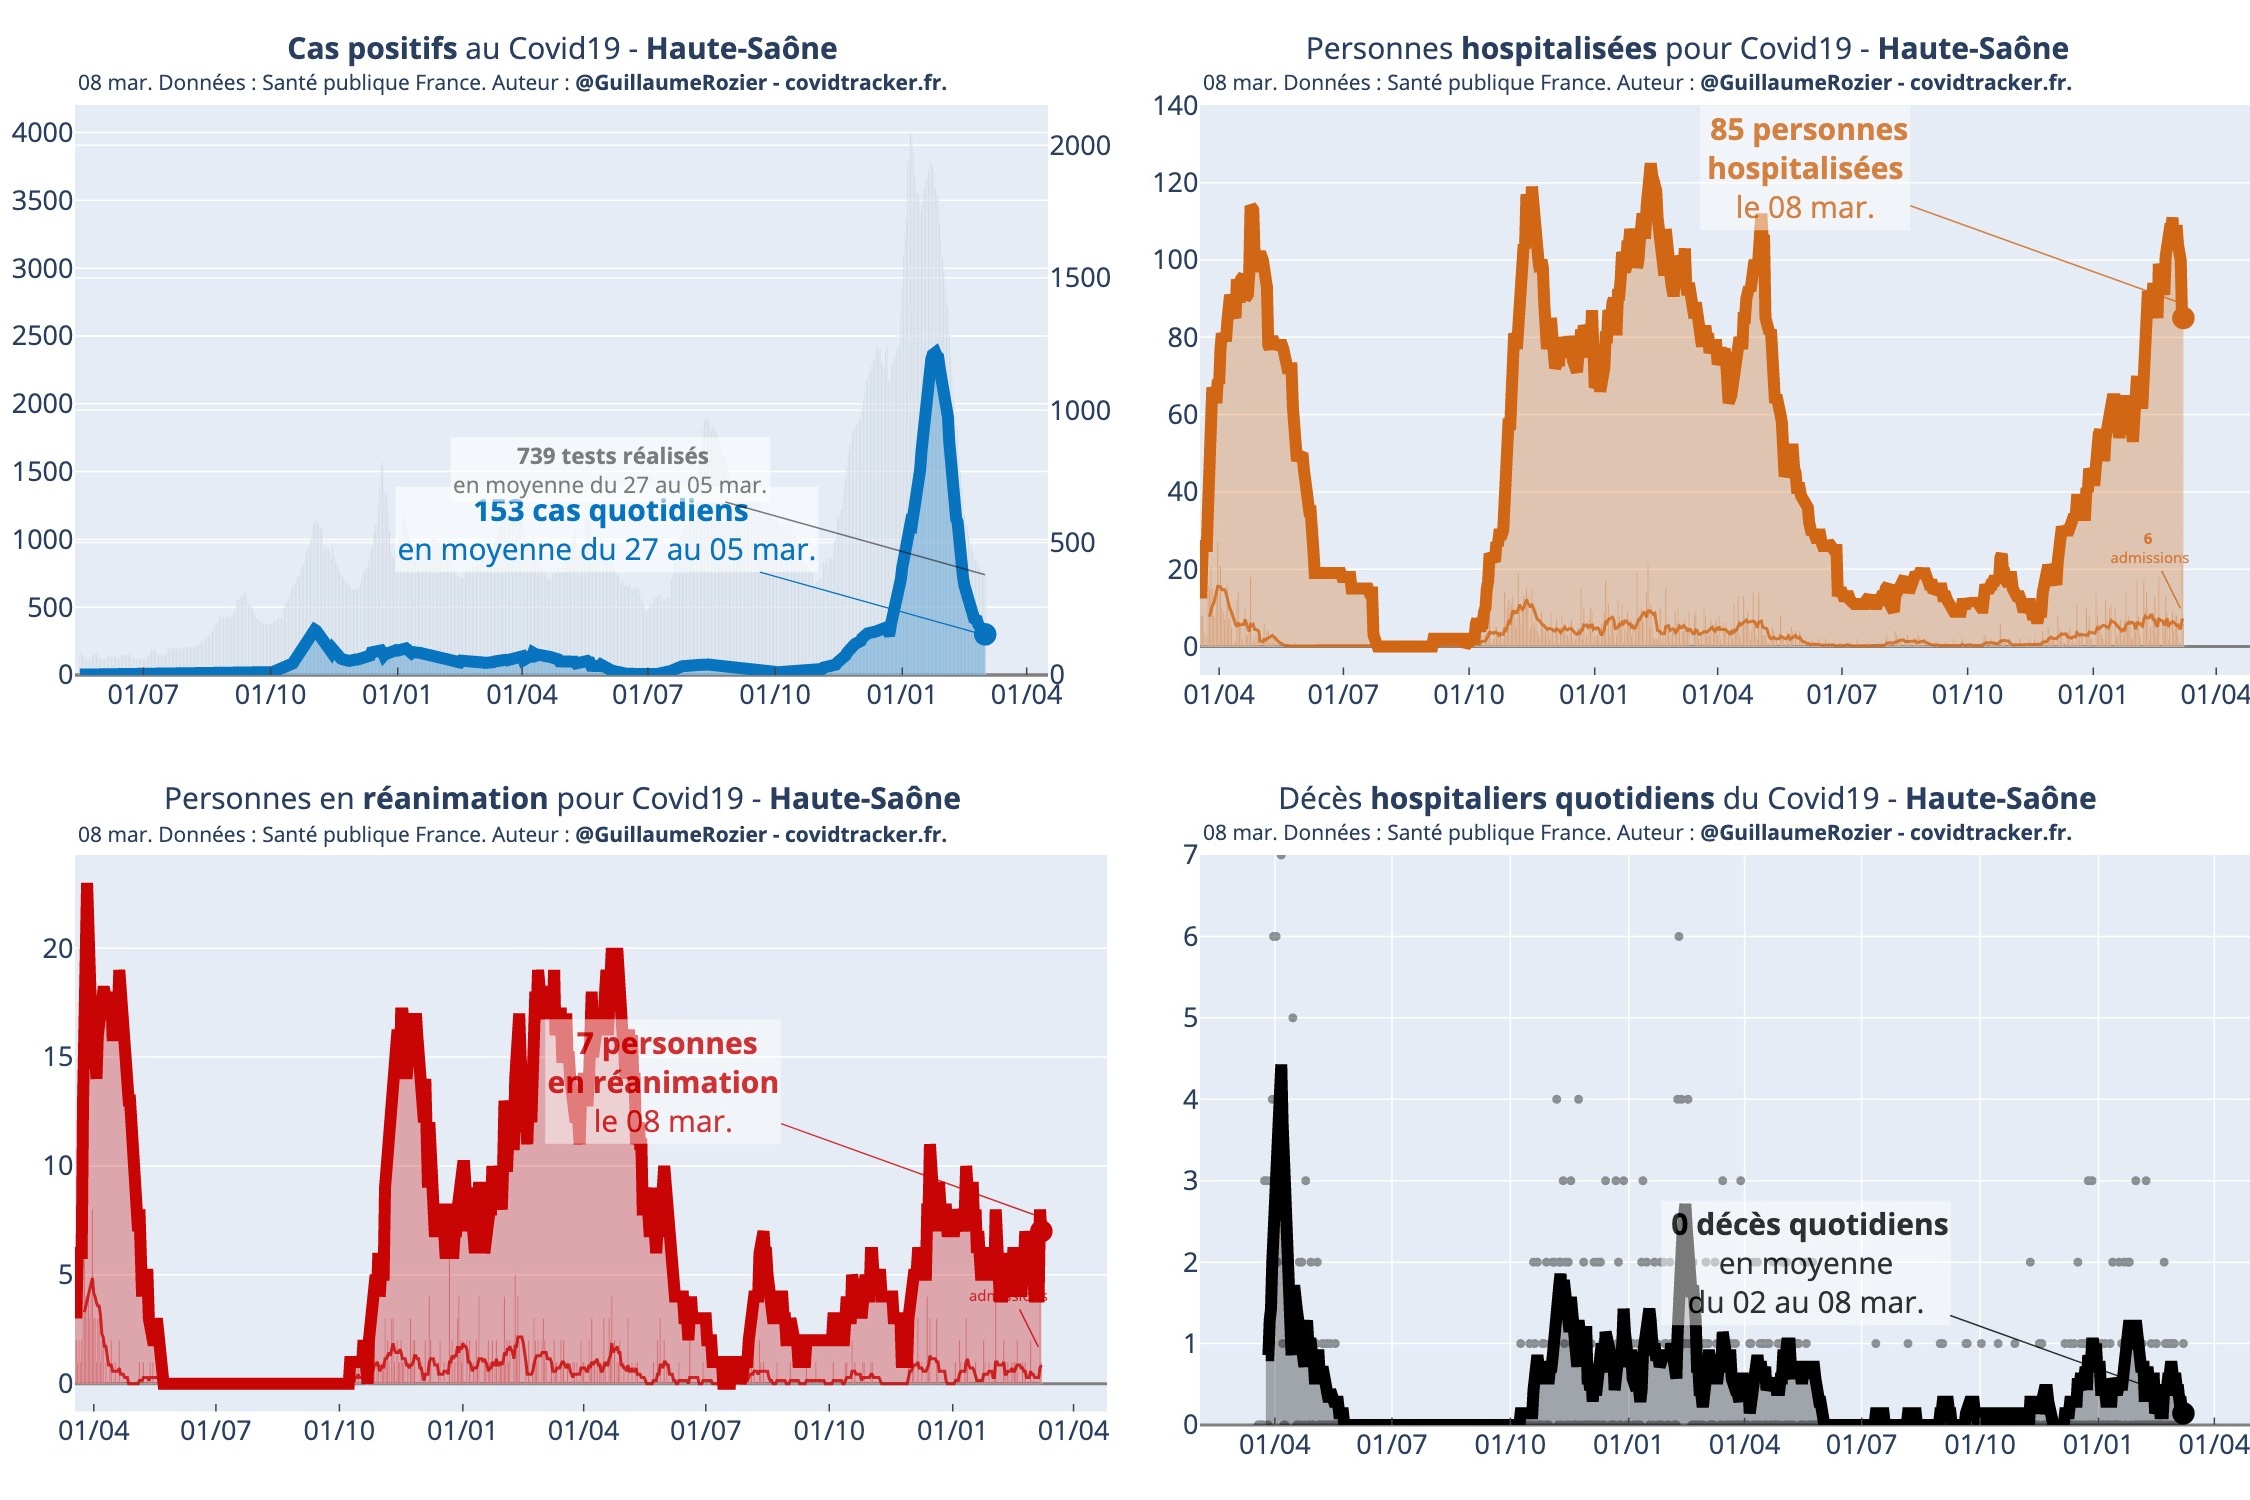 Cas positifs au Covid19 - Haute-Saône
08 mar. Données : Santé publique France. Auteur : @GuillaumeRozier - covidtracker.fr.
4000
3500
3000
2500
2000
1500
1000
500
0
2000
1500
1000
500
0
739 tests réalisés
en moyenne du 27 au 05 mar.
153 cas quotidiens
en moyenne du 27 au 05 mar.
01/07 01/10 01/01 01/04 01/07 01/10 01/01 01/04
Personnes hospitalisées pour Covid19 - Haute-Saône
08 mar. Données : Santé publique France. Auteur : @GuillaumeRozier - covidtracker.fr.
140
120
100
80
60
40
20
0
85 personnes
hospitalisées
le 08 mar.
6
admissions
01/04 01/07 01/10 01/01 01/04 01/07 01/10 01/01 01/04
Personnes en réanimation pour Covid19 - Haute-Saône
08 mar. Données : Santé publique France. Auteur : @GuillaumeRozier - covidtracker.fr.
20
15
10
5
0
7 personnes
en réanimation
le 08 mar.
admissions
01/04 01/07 01/10 01/01 01/04 01/07 01/10 01/01 01/04
Décès hospitaliers quotidiens du Covid19 - Haute-Saône
08 mar. Données : Santé publique France. Auteur : @GuillaumeRozier - covidtracker.fr.
7
6
5
4
3
2
1
0
0 décès quotidiens
en moyenne
du 02 au 08 mar.
01/04 01/07 01/10 01/01 01/04 01/07 01/10 01/01 01/04